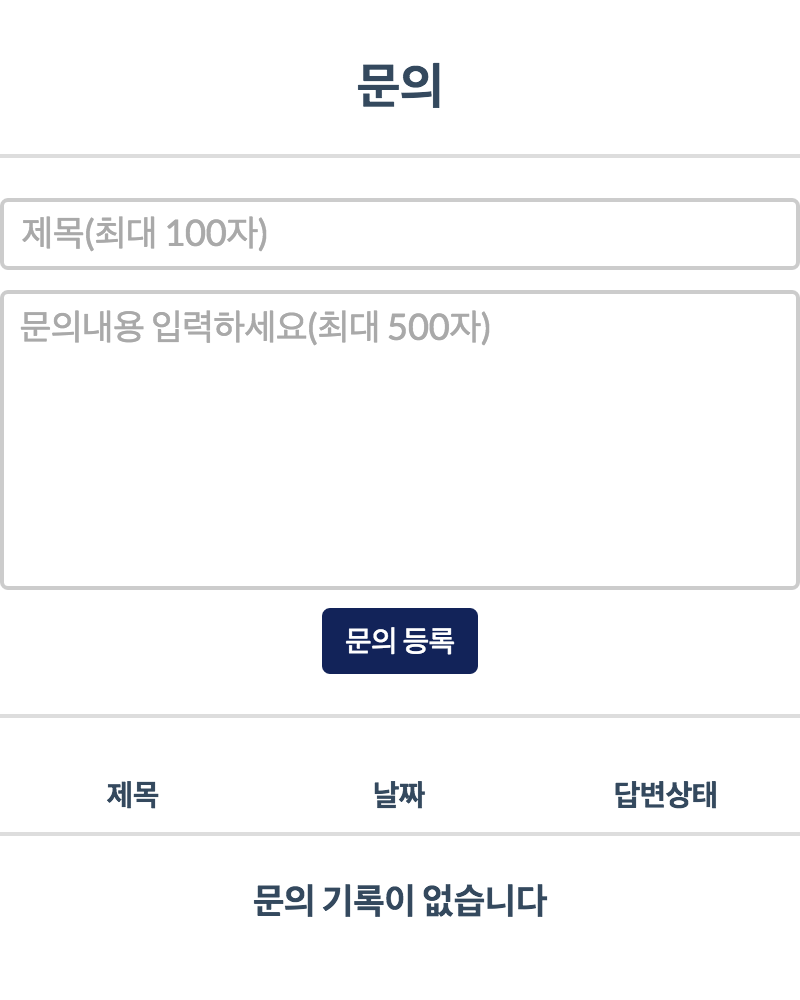 문의
제목(최대 100자)
문의내용 입력하세요(최대 500자)
문의 등록
제목 날짜 답변상태
문의 기록이 없습니다